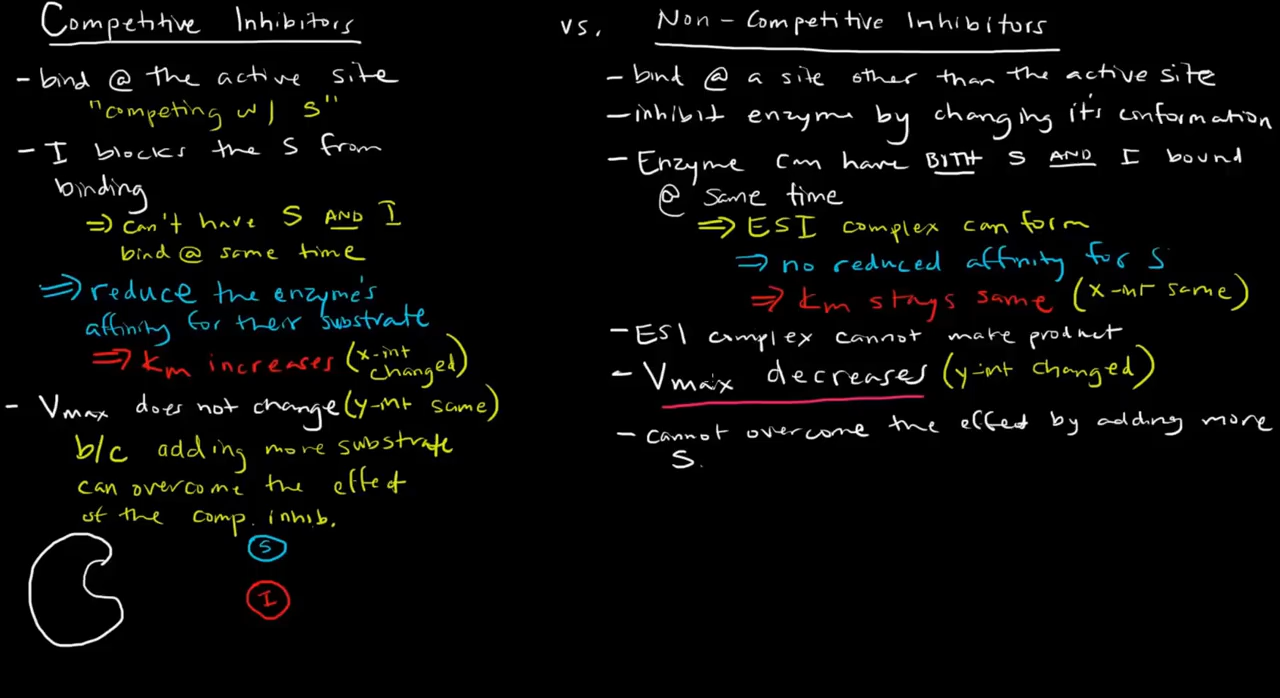 Competitive Inhibitors
- bind @ the active site
"competing w/ S"
- I blocks the S from
binding
⇒ can't have S AND I
bind @ same time
⇒ reduce the enzyme's
affinity for their substrate
⇒ Km increases (x-int
changed)
- Vmax does not change (y-int same)
b/c adding more substrate
can overcome the effect
of the comp. inhib.
S
I
vs.
Non-Competitive Inhibitors
- bind @ a site other than the active site
- inhibit enzyme by changing it's conformation
- Enzyme can have BOTH S AND I bound
@ same time
⇒ ESI complex can form
⇒ no reduced affinity for S
⇒ Km stays same (x-int same)
- ESI complex cannot make product
- Vmax decreases (y-int changed)
- cannot overcome the effect by adding more
S.